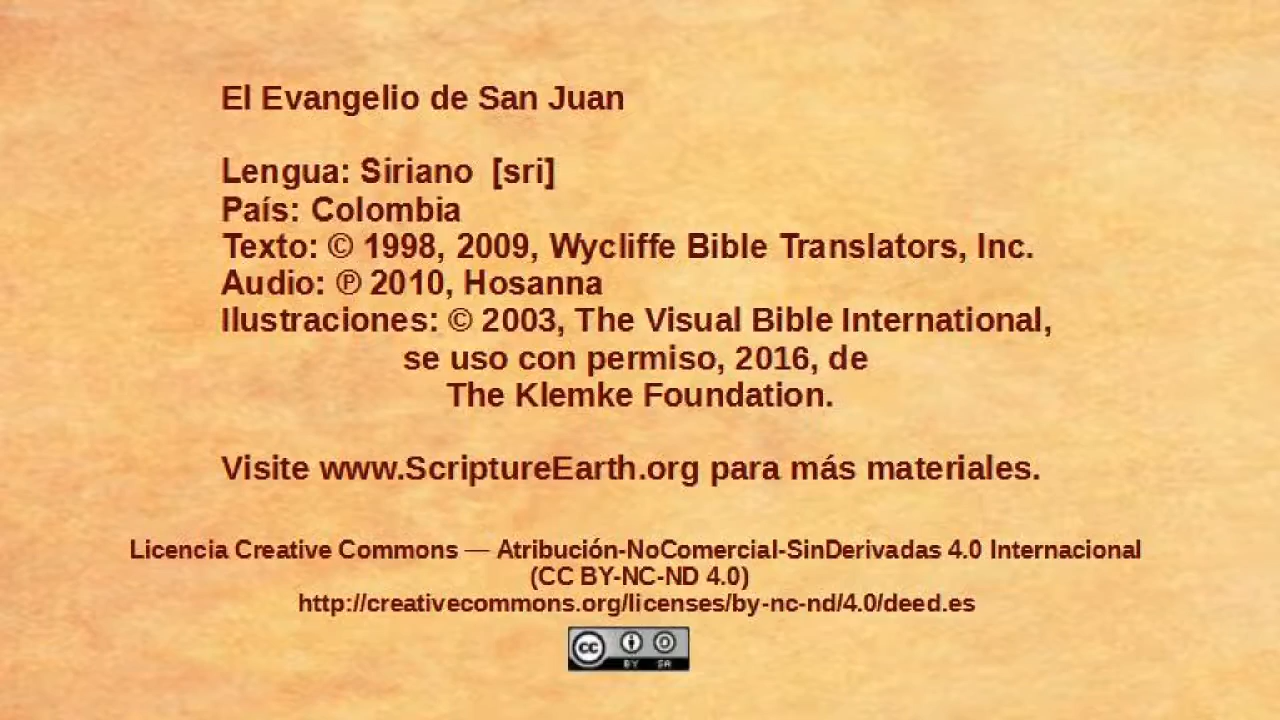 El Evangelio de San Juan
Lengua: Siriano [sri]
País: Colombia
Texto: © 1998, 2009, Wycliffe Bible Translators, Inc.
Audio: ℗ 2010, Hosanna
Ilustraciones: © 2003, The Visual Bible International,
se uso con permiso, 2016, de
The Klemke Foundation.
Visite www.ScriptureEarth.org para más materiales.
Licencia Creative Commons — Atribución-NoComercial-SinDerivadas 4.0 Internacional
(CC BY-NC-ND 4.0)
http://creativecommons.org/licenses/by-nc-nd/4.0/deed.es
cc BY SA